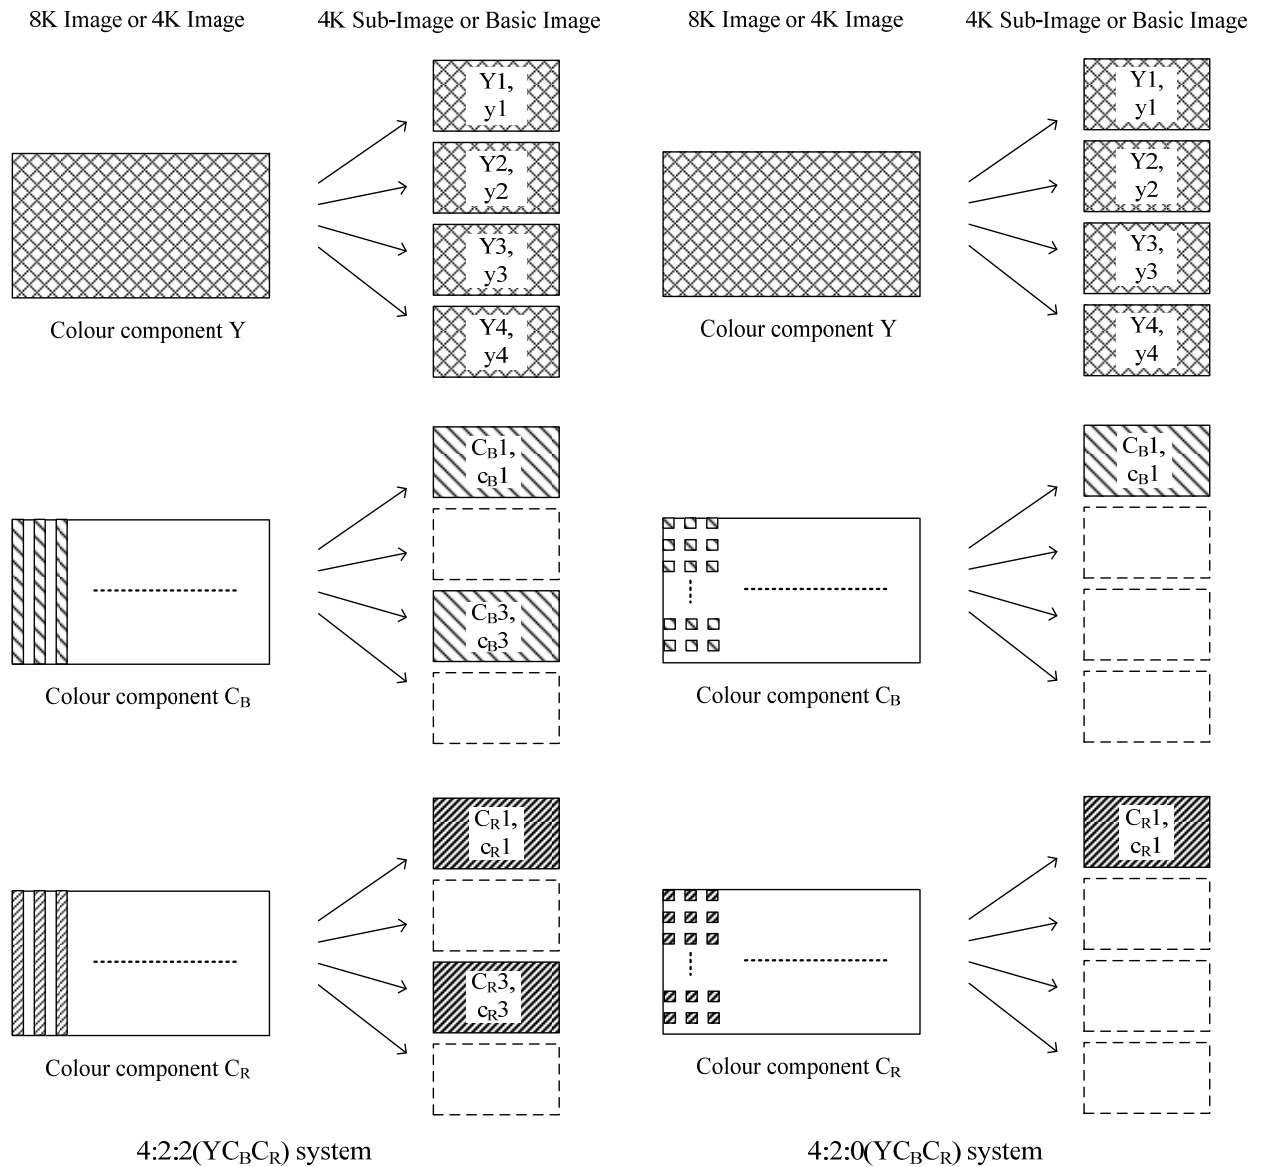 8K Image or 4K Image
4K Sub-Image or Basic Image
Y1,
y1
Y2,
y2
Y3,
y3
Y4,
y4
Colour component Y
CB1,
cB1
CB3,
cB3
Colour component CB
CR1,
cR1
CR3,
cR3
Colour component CR
4:2:2(YCBCR) system
8K Image or 4K Image
4K Sub-Image or Basic Image
Y1,
y1
Y2,
y2
Y3,
y3
Y4,
y4
Colour component Y
CB1,
cB1
Colour component CB
CR1,
cR1
Colour component CR
4:2:0(YCBCR) system